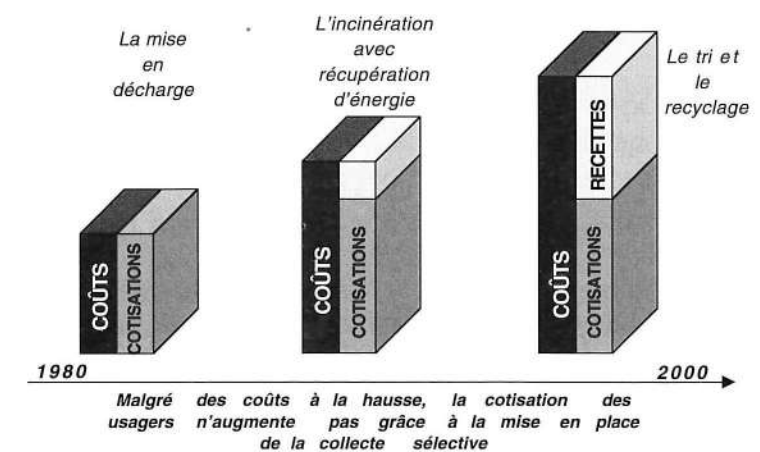 La mise
en
décharge
L'incinération
avec
récupération
d'énergie
Le tri et
le
recyclage
COÛTS
COTISATIONS
COÛTS
COTISATIONS
COÛTS
RECETTES
COTISATIONS
1980
2000
Malgré des coûts à la hausse, la cotisation des
usagers n'augmente pas grâce à la mise en place
de la collecte sélective